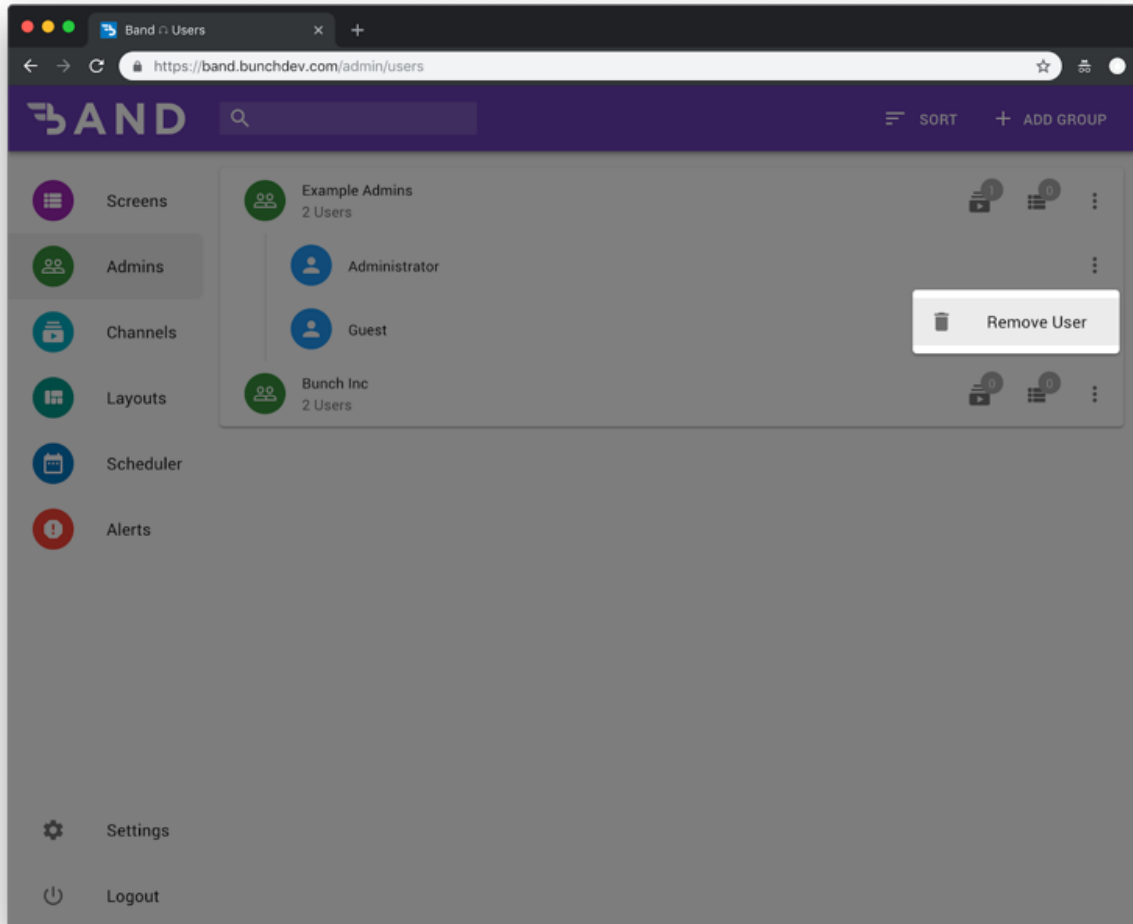 Band ∩ Users
https://band.bunchdev.com/admin/users
BAND
SORT
ADD GROUP
Screens
Admins
Channels
Layouts
Scheduler
Alerts
Settings
Logout
Example Admins
2 Users
1
0
Administrator
Guest
Remove User
Bunch Inc
2 Users
0
0